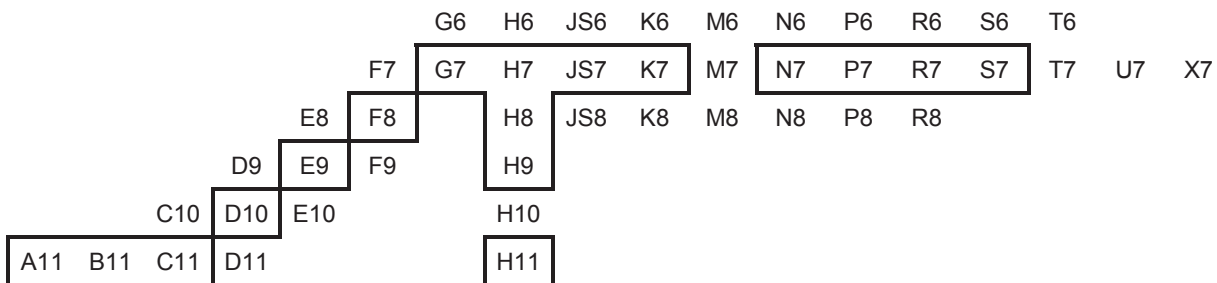 G6 H6 JS6 K6 M6 N6 P6 R6 S6 T6
F7 G7 H7 JS7 K7 M7 N7 P7 R7 S7 T7 U7 X7
E8 F8 H8 JS8 K8 M8 N8 P8 R8
D9 E9 F9 H9
C10 D10 E10 H10
A11 B11 C11 D11 H11